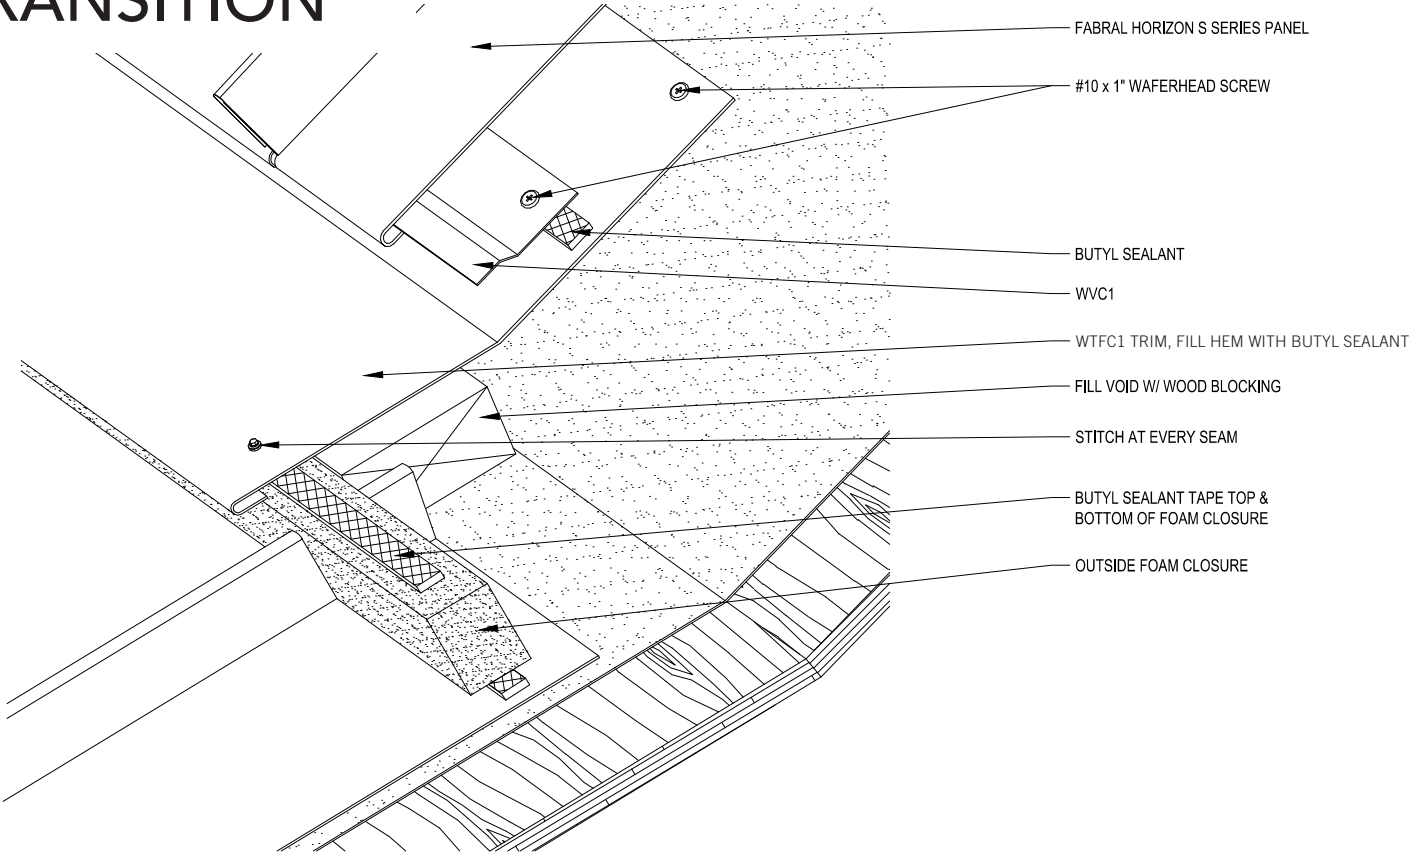 FABRAL HORIZON S SERIES PANEL
#10 x 1" WAFERHEAD SCREW
BUTYL SEALANT
WVC1
WTFC1 TRIM, FILL HEM WITH BUTYL SEALANT
FILL VOID W/ WOOD BLOCKING
STITCH AT EVERY SEAM
BUTYL SEALANT TAPE TOP &
BOTTOM OF FOAM CLOSURE
OUTSIDE FOAM CLOSURE